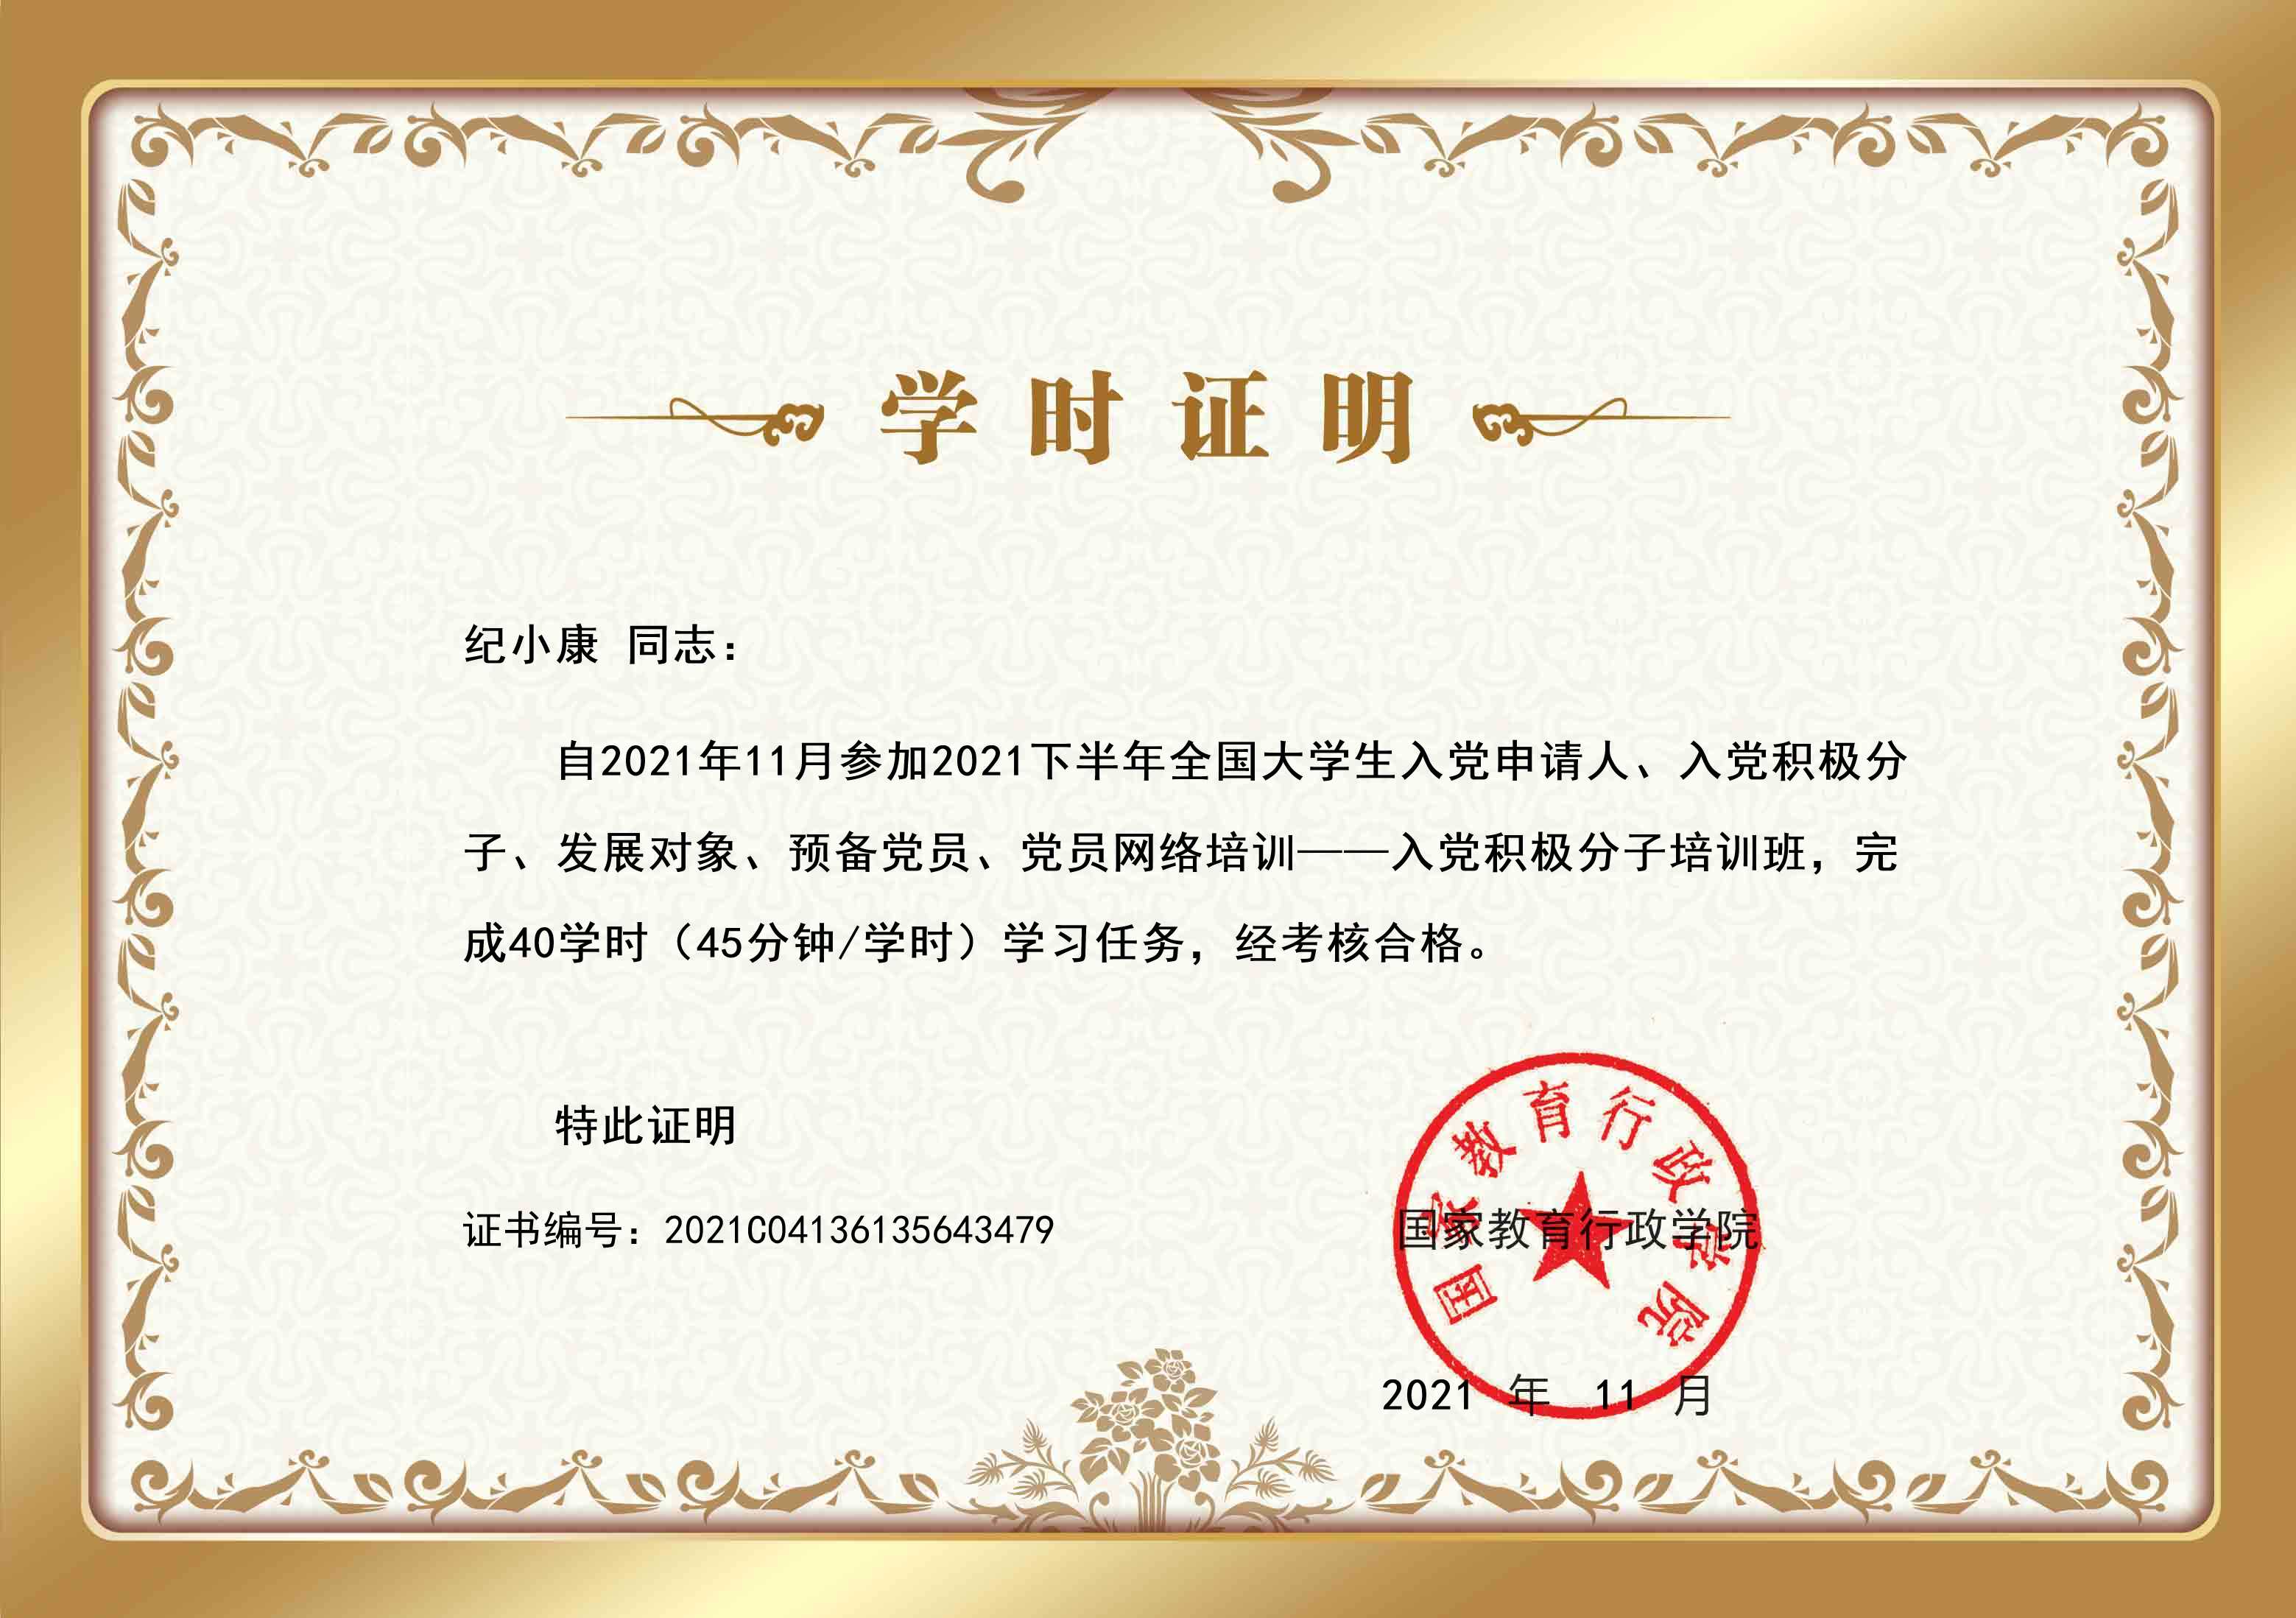 学时证明
纪小康 同志：
自2021年11月参加2021下半年全国大学生入党申请人、入党积极分
子、发展对象、预备党员、党员网络培训——入党积极分子培训班，完
成40学时（45分钟/学时）学习任务，经考核合格。
特此证明
证书编号：2021C04136135643479
国家教育行政学院
国家教育行政学院
2021 年 11 月